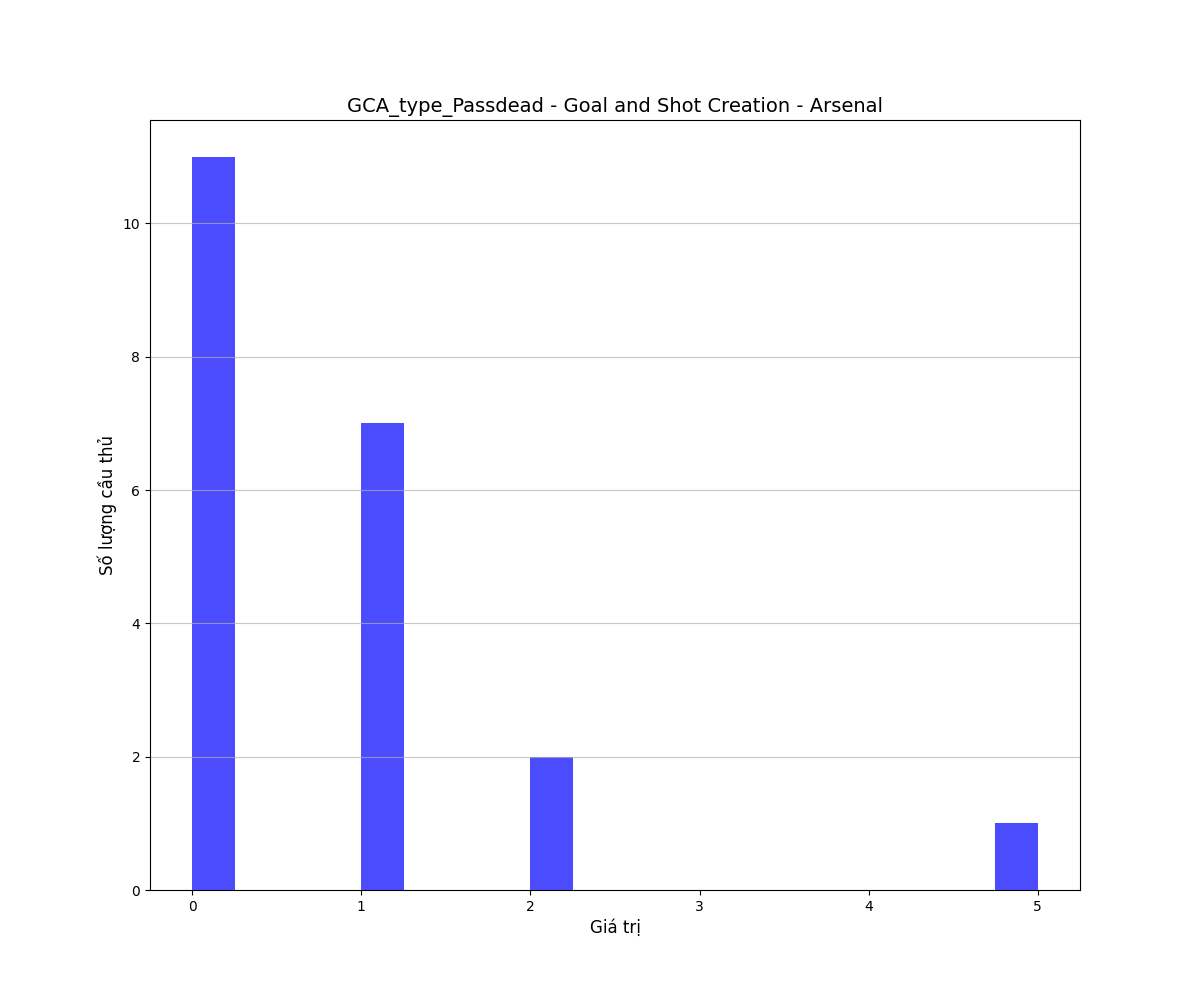 GCA_type_Passdead - Goal and Shot Creation - Arsenal
Số lượng cầu thủ
10
8
6
4
2
0
0 1 2 3 4 5
Giá trị